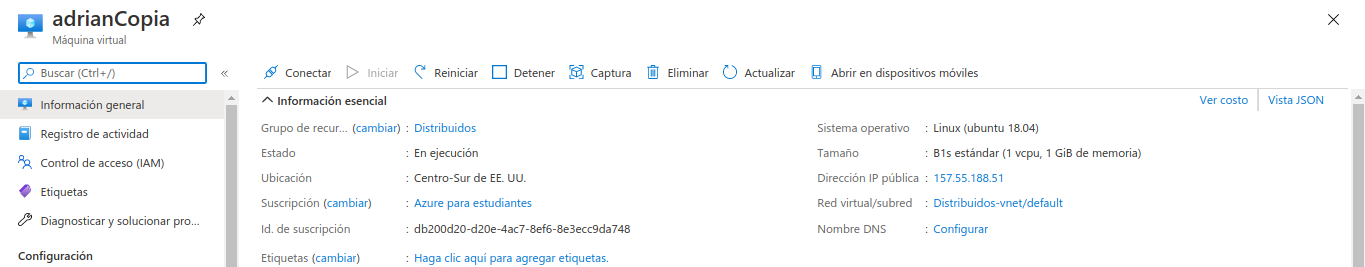 adrianCopia
Máquina virtual
Buscar (Ctrl+/)
«
Conectar Iniciar Reiniciar Detener Captura Eliminar Actualizar Abrir en dispositivos móviles
Información general
Registro de actividad
Control de acceso (IAM)
Etiquetas
Diagnosticar y solucionar pro...
Configuración
Información esencial
Ver costo Vista JSON
Grupo de recur... (cambiar) : Distribuidos
Estado : En ejecución
Ubicación : Centro-Sur de EE. UU.
Suscripción (cambiar) : Azure para estudiantes
Id. de suscripción : db200d20-d20e-4ac7-8ef6-8e3ecc9da748
Etiquetas (cambiar) : Haga clic aquí para agregar etiquetas.
Sistema operativo : Linux (ubuntu 18.04)
Tamaño : B1s estándar (1 vcpu, 1 GiB de memoria)
Dirección IP pública : 157.55.188.51
Red virtual/subred : Distribuidos-vnet/default
Nombre DNS : Configurar